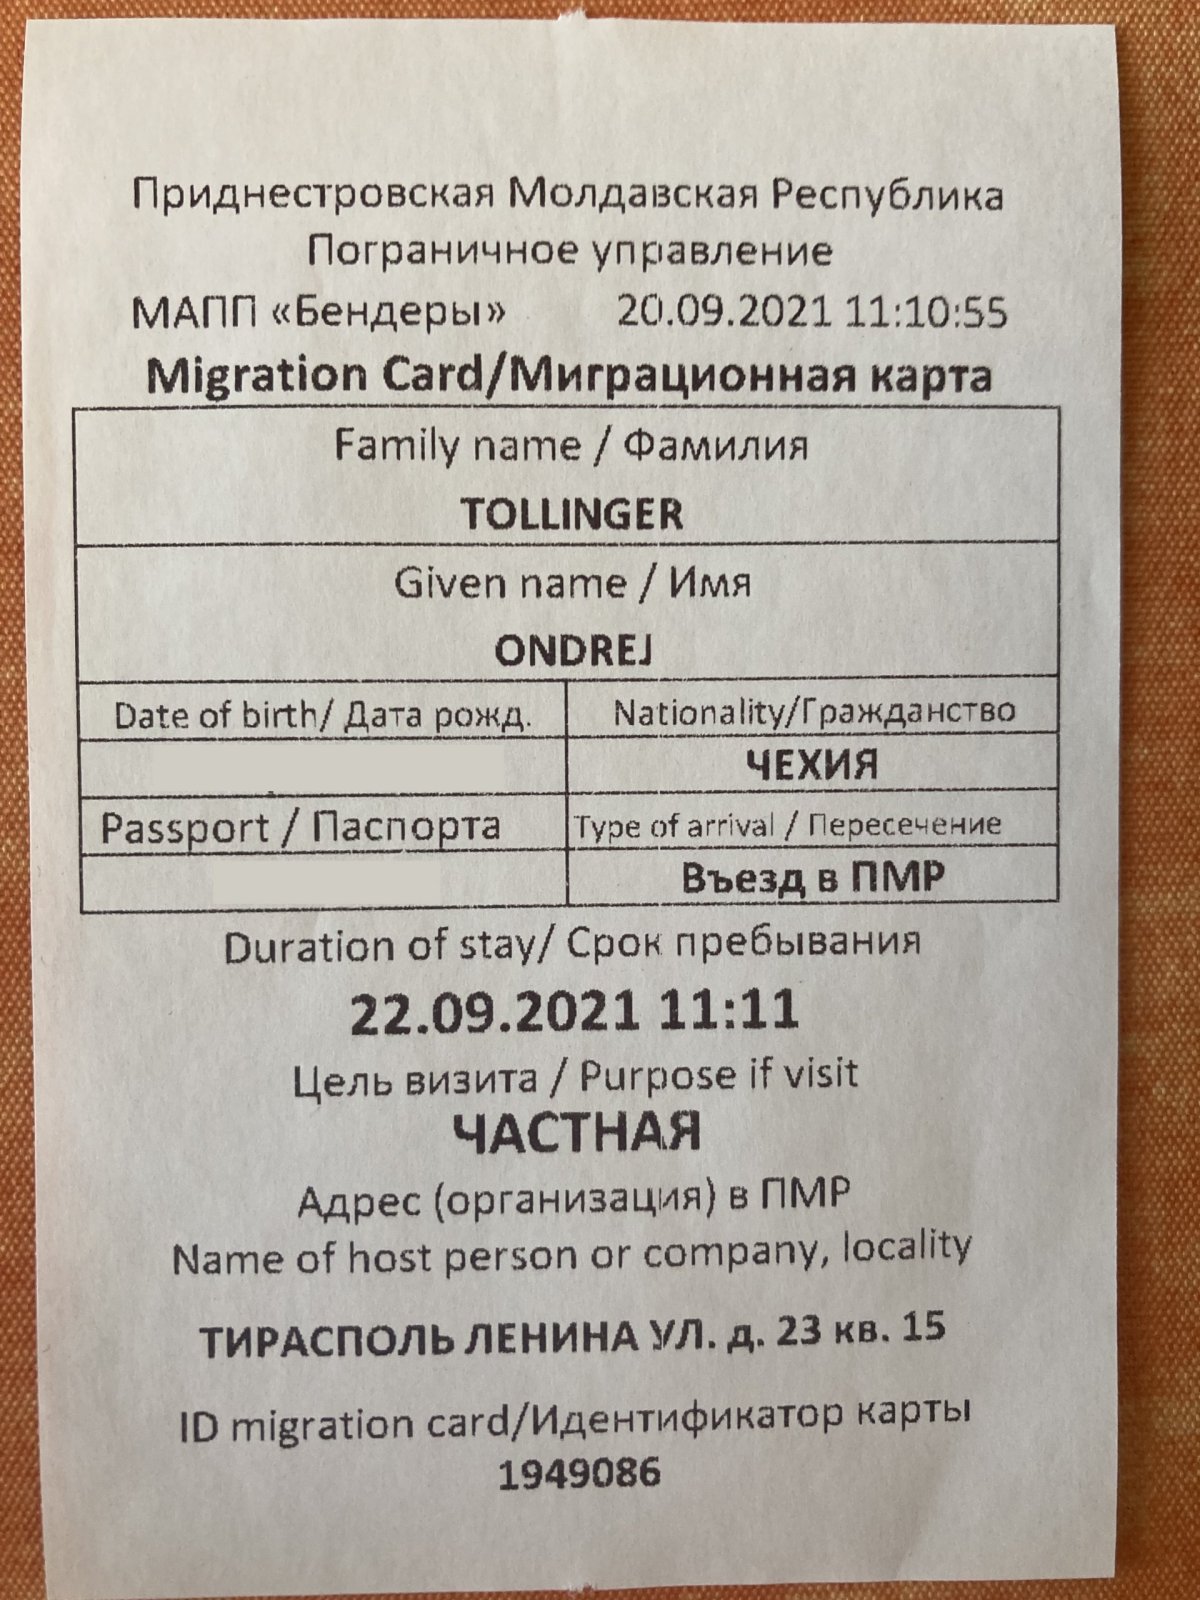 Приднестровская Молдавская Республика
Пограничное управление
МАПП «Бендеры» 20.09.2021 11:10:55
Migration Card/Миграционная карта
Family name / Фамилия
TOLLINGER
Given name / Имя
ONDREJ
Date of birth/ Дата рожд. Nationality/Гражданство
ЧЕХИЯ
Passport / Паспорта Type of arrival / Пересечение
Въезд в ПМР
Duration of stay/ Срок пребывания
22.09.2021 11:11
Цель визита / Purpose if visit
ЧАСТНАЯ
Адрес (организация) в ПМР
Name of host person or company, locality
ТИРАСПОЛЬ ЛЕНИНА УЛ. д. 23 кв. 15
ID migration card/Идентификатор карты
1949086